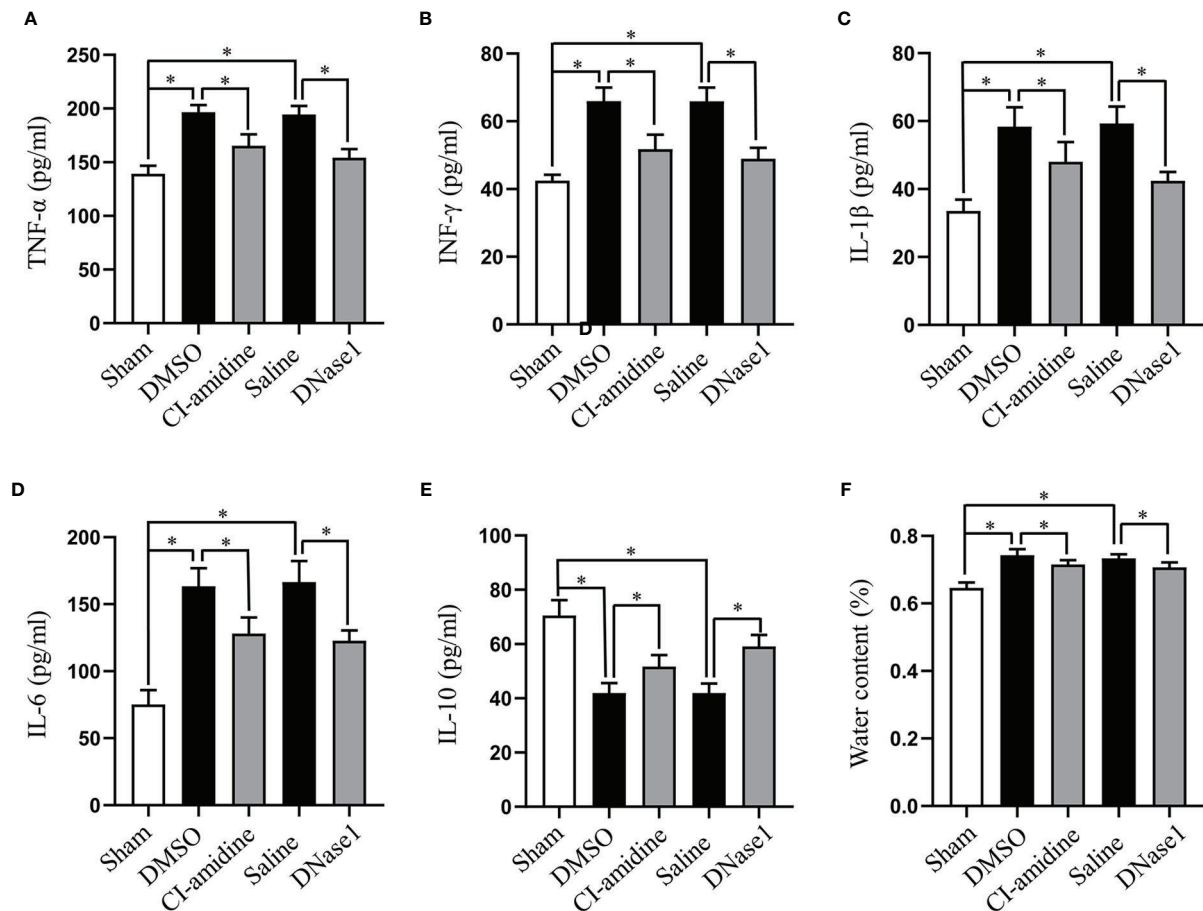 A
TNF-α (pg/ml)
250
200
150
100
50
0
* * * *
Sham
DMSO
CI-amidine
Saline
DNase1
B
INF-γ (pg/ml)
80
60
40
20
0
* * * *
D
Sham
DMSO
CI-amidine
Saline
DNase1
C
IL-1β (pg/ml)
80
60
40
20
0
* * * *
Sham
DMSO
CI-amidine
Saline
DNase1
D
IL-6 (pg/ml)
200
150
100
50
0
* * * *
Sham
DMSO
CI-amidine
Saline
DNase1
E
IL-10 (pg/ml)
100
80
60
40
20
0
* * * *
Sham
DMSO
CI-amidine
Saline
DNase1
F
Water content (%)
0.8
0.6
0.4
0.2
0.0
* * * *
Sham
DMSO
CI-amidine
Saline
DNase1